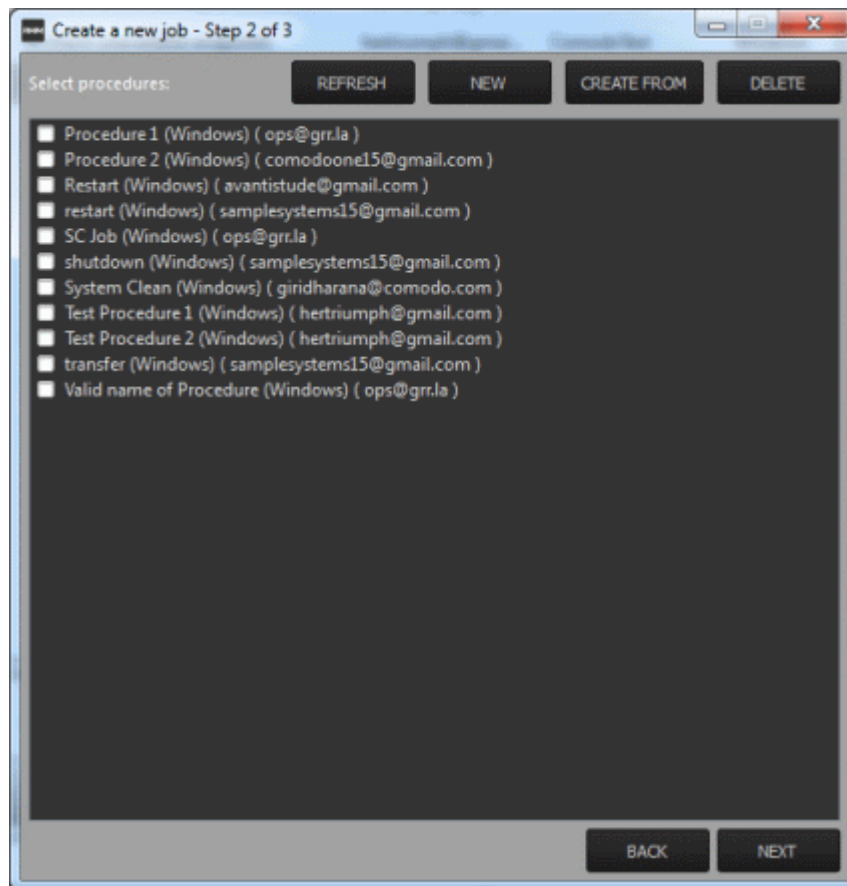 RMM Create a new job - Step 2 of 3
Select procedures: REFRESH NEW CREATE FROM DELETE
Procedure 1 (Windows) ( ops@grr.la )
Procedure 2 (Windows) ( comodoone15@gmail.com )
Restart (Windows) ( avantistude@gmail.com )
restart (Windows) ( samplesystems15@gmail.com )
SC Job (Windows) ( ops@grr.la )
shutdown (Windows) ( samplesystems15@gmail.com )
System Clean (Windows) ( giridharana@comodo.com )
Test Procedure 1 (Windows) ( hertriumph@gmail.com )
Test Procedure 2 (Windows) ( hertriumph@gmail.com )
transfer (Windows) ( samplesystems15@gmail.com )
Valid name of Procedure (Windows) ( ops@grr.la )
BACK NEXT